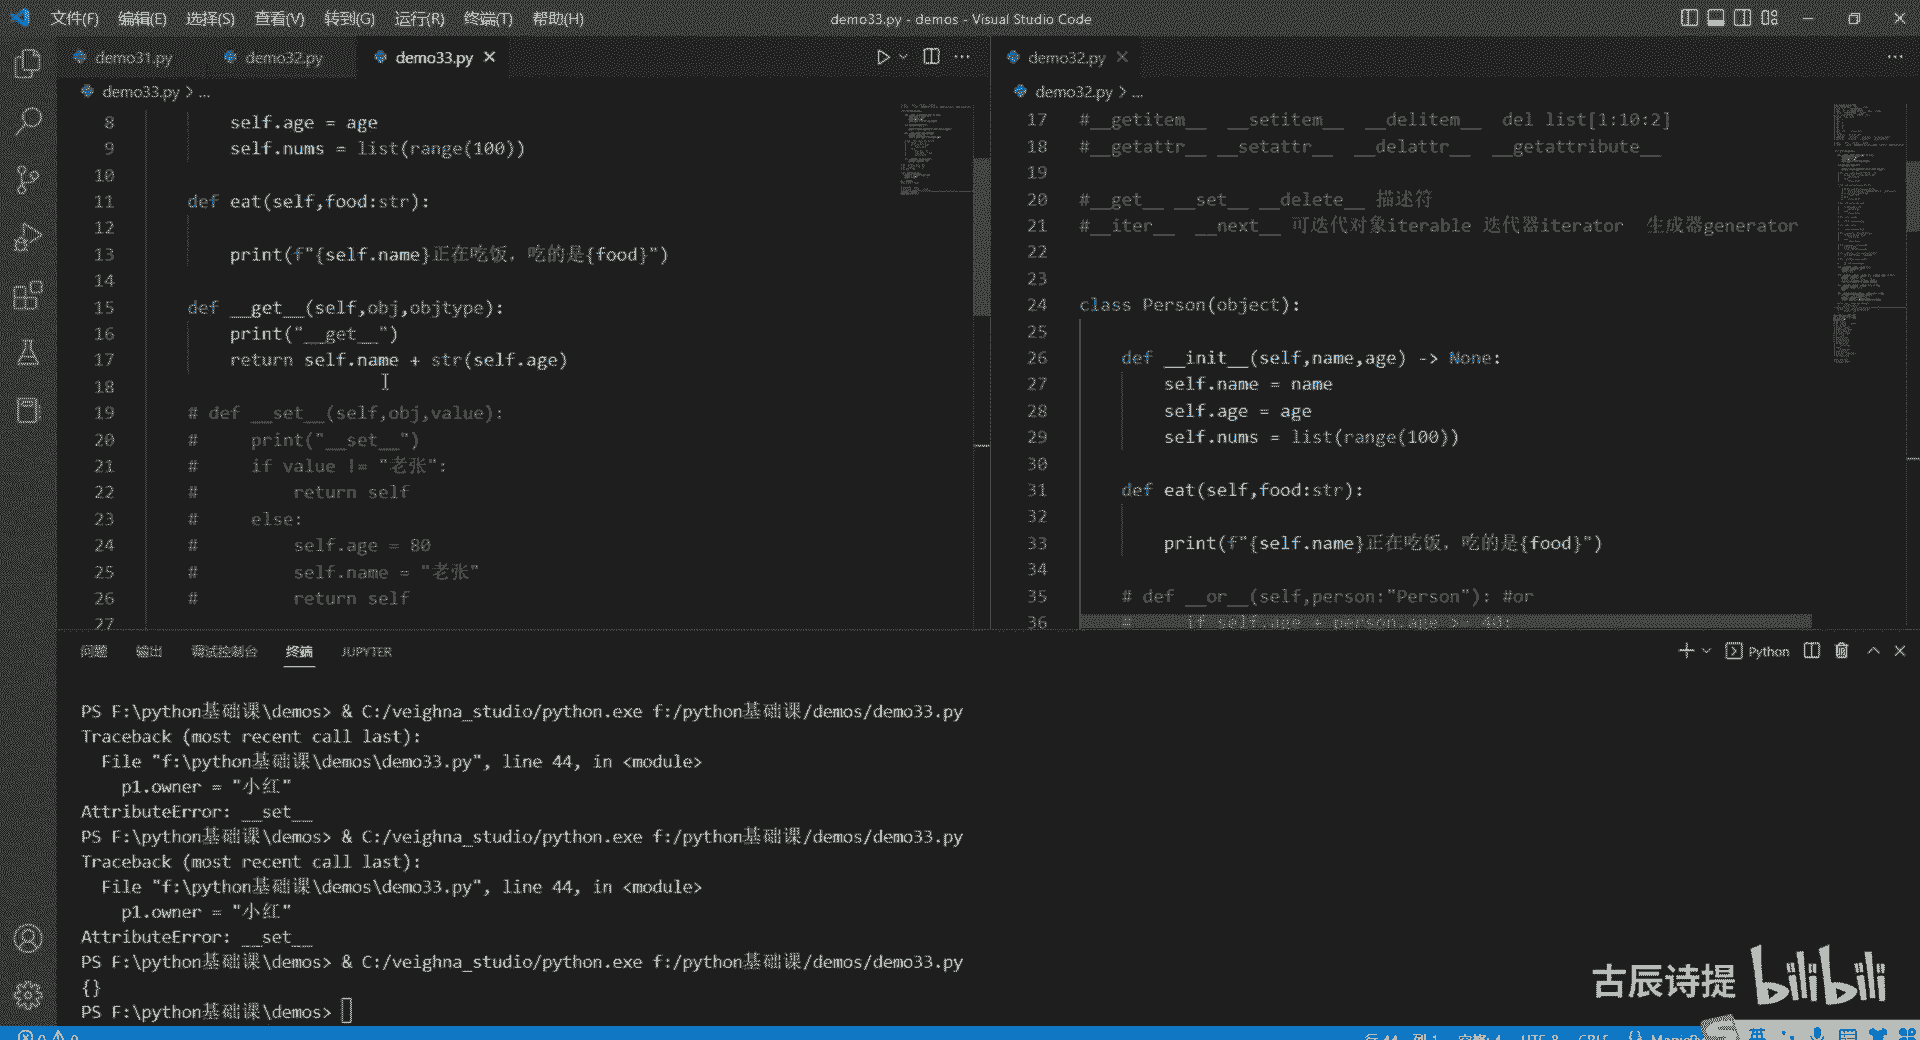 文件(F) 编辑(E) 选择(S) 查看(V) 转到(G) 运行(R) 终端(T) 帮助(H)
demo33.py - demos - Visual Studio Code
demo31.py demo32.py demo33.py
demo33.py > ...
8 self.age = age
9 self.nums = list(range(100))
10
11 def eat(self,food:str):
12
13 print(f"{self.name}正在吃饭，吃的是{food}")
14
15 def __get__(self,obj,objtype):
16 print("__get__")
17 return self.name + str(self.age)
18
19 # def __set__(self,obj,value):
20 # print("__set__")
21 # if value != "老张":
22 # return self
23 # else:
24 # self.age = 80
25 # self.name = "老张"
26 # return self
27
demo32.py
demo32.py > ...
17 #__getitem__ __setitem__ __delitem__ del list[1:10:2]
18 #__getattr__ __setattr__ __delattr__ __getattribute__
19
20 #__get__ __set__ __delete__ 描述符
21 #__iter__ __next__ 可迭代对象iterable 迭代器iterator 生成器generator
22
23
24 class Person(object):
25
26 def __init__(self,name,age) -> None:
27 self.name = name
28 self.age = age
29 self.nums = list(range(100))
30
31 def eat(self,food:str):
32
33 print(f"{self.name}正在吃饭，吃的是{food}")
34
35 # def __or__(self,person:"Person"): #or
36 # if self.age + person.age >= 40:
问题 输出 调试控制台 终端 JUPYTER
Python
PS F:\python基础课\demos> & C:/veighna_studio/python.exe f:/python基础课/demos/demo33.py
Traceback (most recent call last):
File "f:\python基础课\demos\demo33.py", line 44, in <module>
p1.owner = "小红"
AttributeError: __set__
PS F:\python基础课\demos> & C:/veighna_studio/python.exe f:/python基础课/demos/demo33.py
Traceback (most recent call last):
File "f:\python基础课\demos\demo33.py", line 44, in <module>
p1.owner = "小红"
AttributeError: __set__
PS F:\python基础课\demos> & C:/veighna_studio/python.exe f:/python基础课/demos/demo33.py
{}
PS F:\python基础课\demos>
古辰诗提 bilibili
英